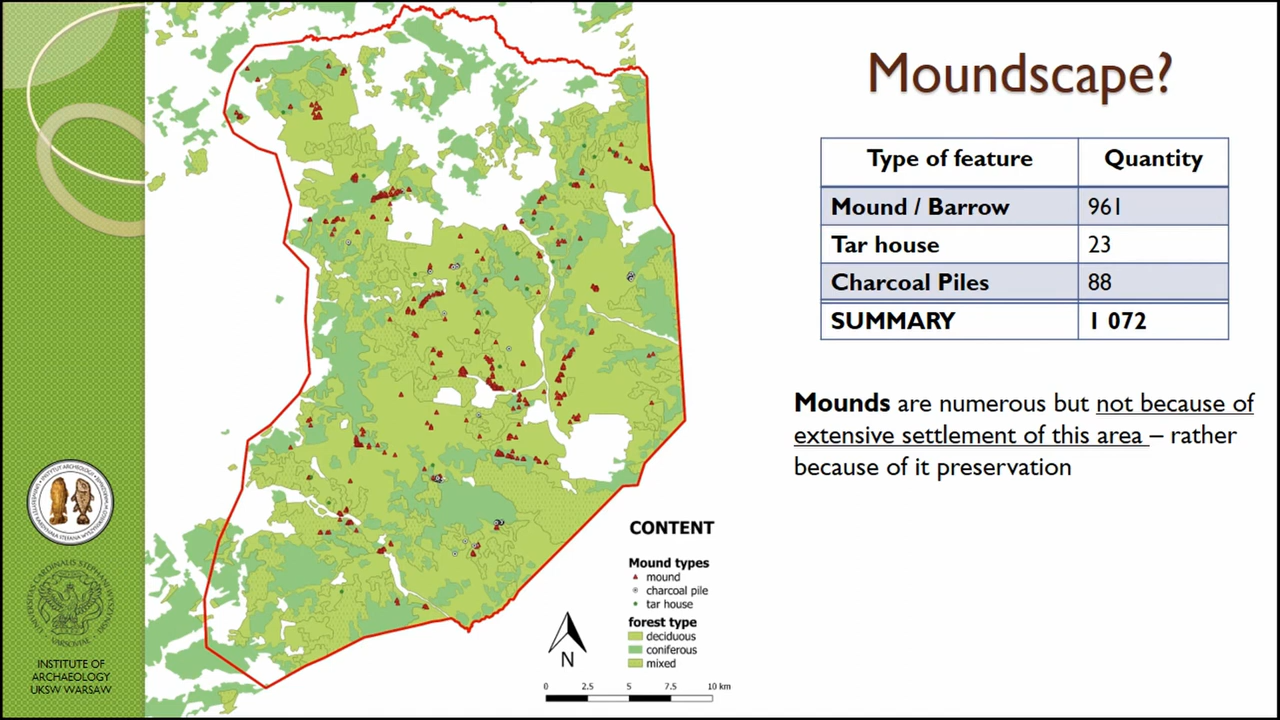 Moundscape?
Type of feature Quantity
Mound / Barrow 961
Tar house 23
Charcoal Piles 88
SUMMARY 1 072
Mounds are numerous but not because of
extensive settlement of this area – rather
because of it preservation
CONTENT
Mound types
mound
charcoal pile
tar house
forest type
deciduous
coniferous
mixed
N
0 2.5 5 7.5 10 km
INSTITUTE OF
ARCHAEOLOGY
UKSW WARSAW